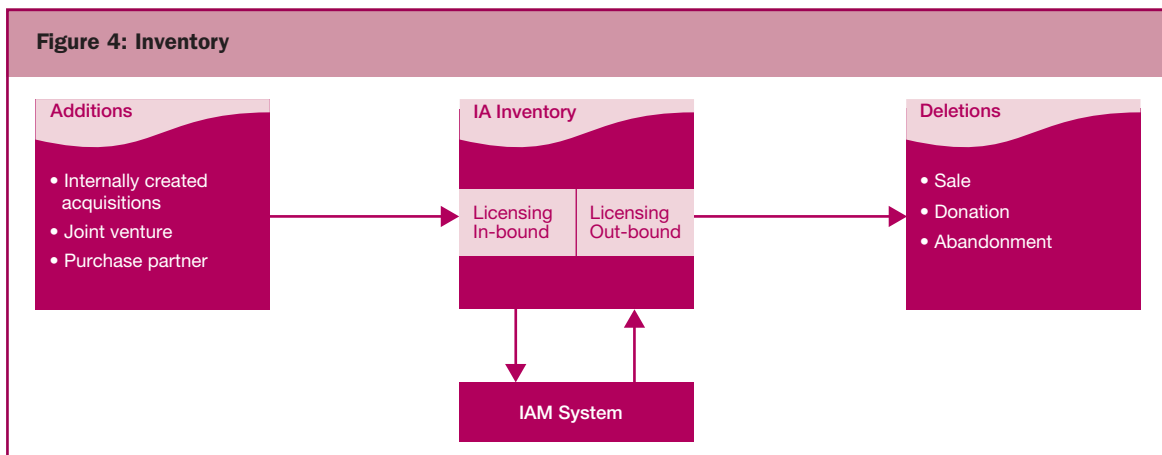 Figure 4: Inventory
Additions
• Internally created
acquisitions
• Joint venture
• Purchase partner
IA Inventory
Licensing
In-bound
Licensing
Out-bound
Deletions
• Sale
• Donation
• Abandonment
IAM System